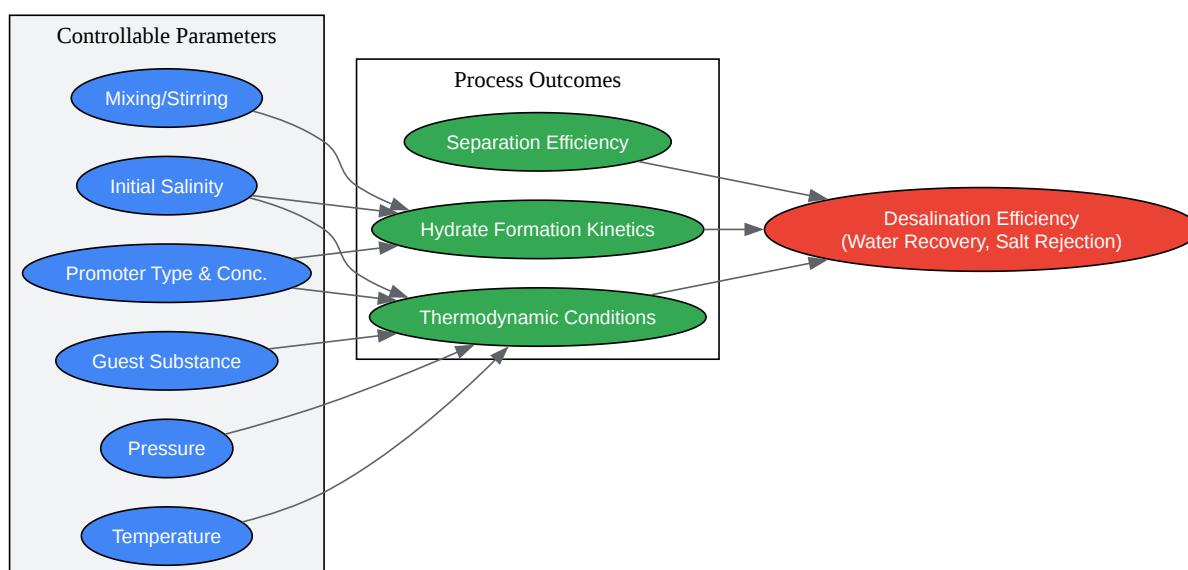 Controllable Parameters
Mixing/Stirring
Initial Salinity
Promoter Type & Conc.
Guest Substance
Pressure
Temperature
Process Outcomes
Separation Efficiency
Hydrate Formation Kinetics
Thermodynamic Conditions
Desalination Efficiency
(Water Recovery, Salt Rejection)